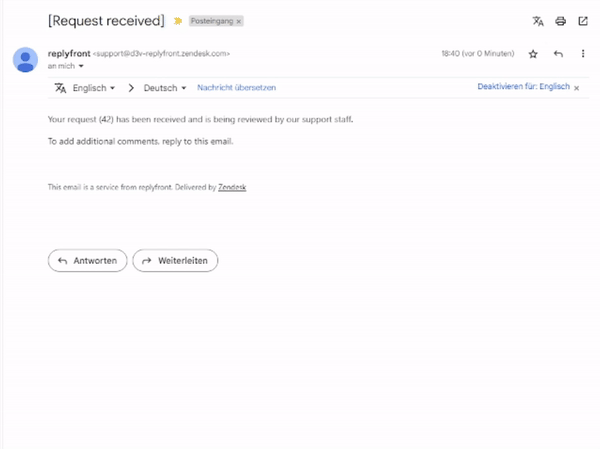 [Request received] Posteingang ×
replyfront <support@d3v-replyfront.zendesk.com> 18:40 (vor 0 Minuten)
an mich
Englisch > Deutsch Nachricht übersetzen Deaktivieren für: Englisch ×
Your request (42) has been received and is being reviewed by our support staff.
To add additional comments, reply to this email.
This email is a service from replyfront. Delivered by Zendesk
Antworten Weiterleiten